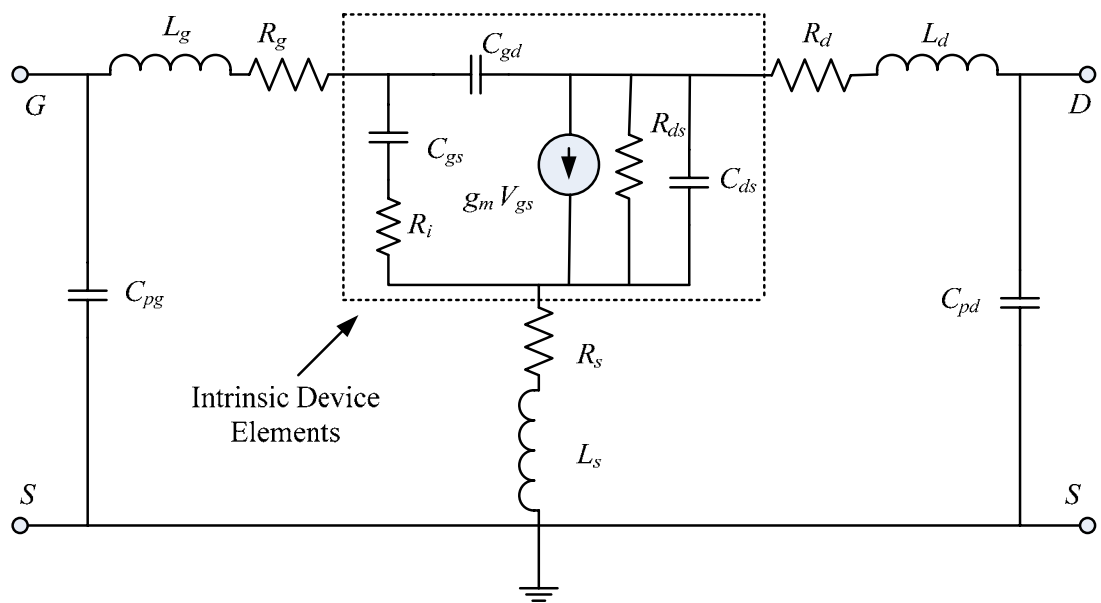 L_g
R_g
C_gd
R_d
L_d
G
D
C_gs
R_ds
g_m V_gs
C_ds
R_i
C_pg
C_pd
R_s
Intrinsic Device
Elements
L_s
S
S